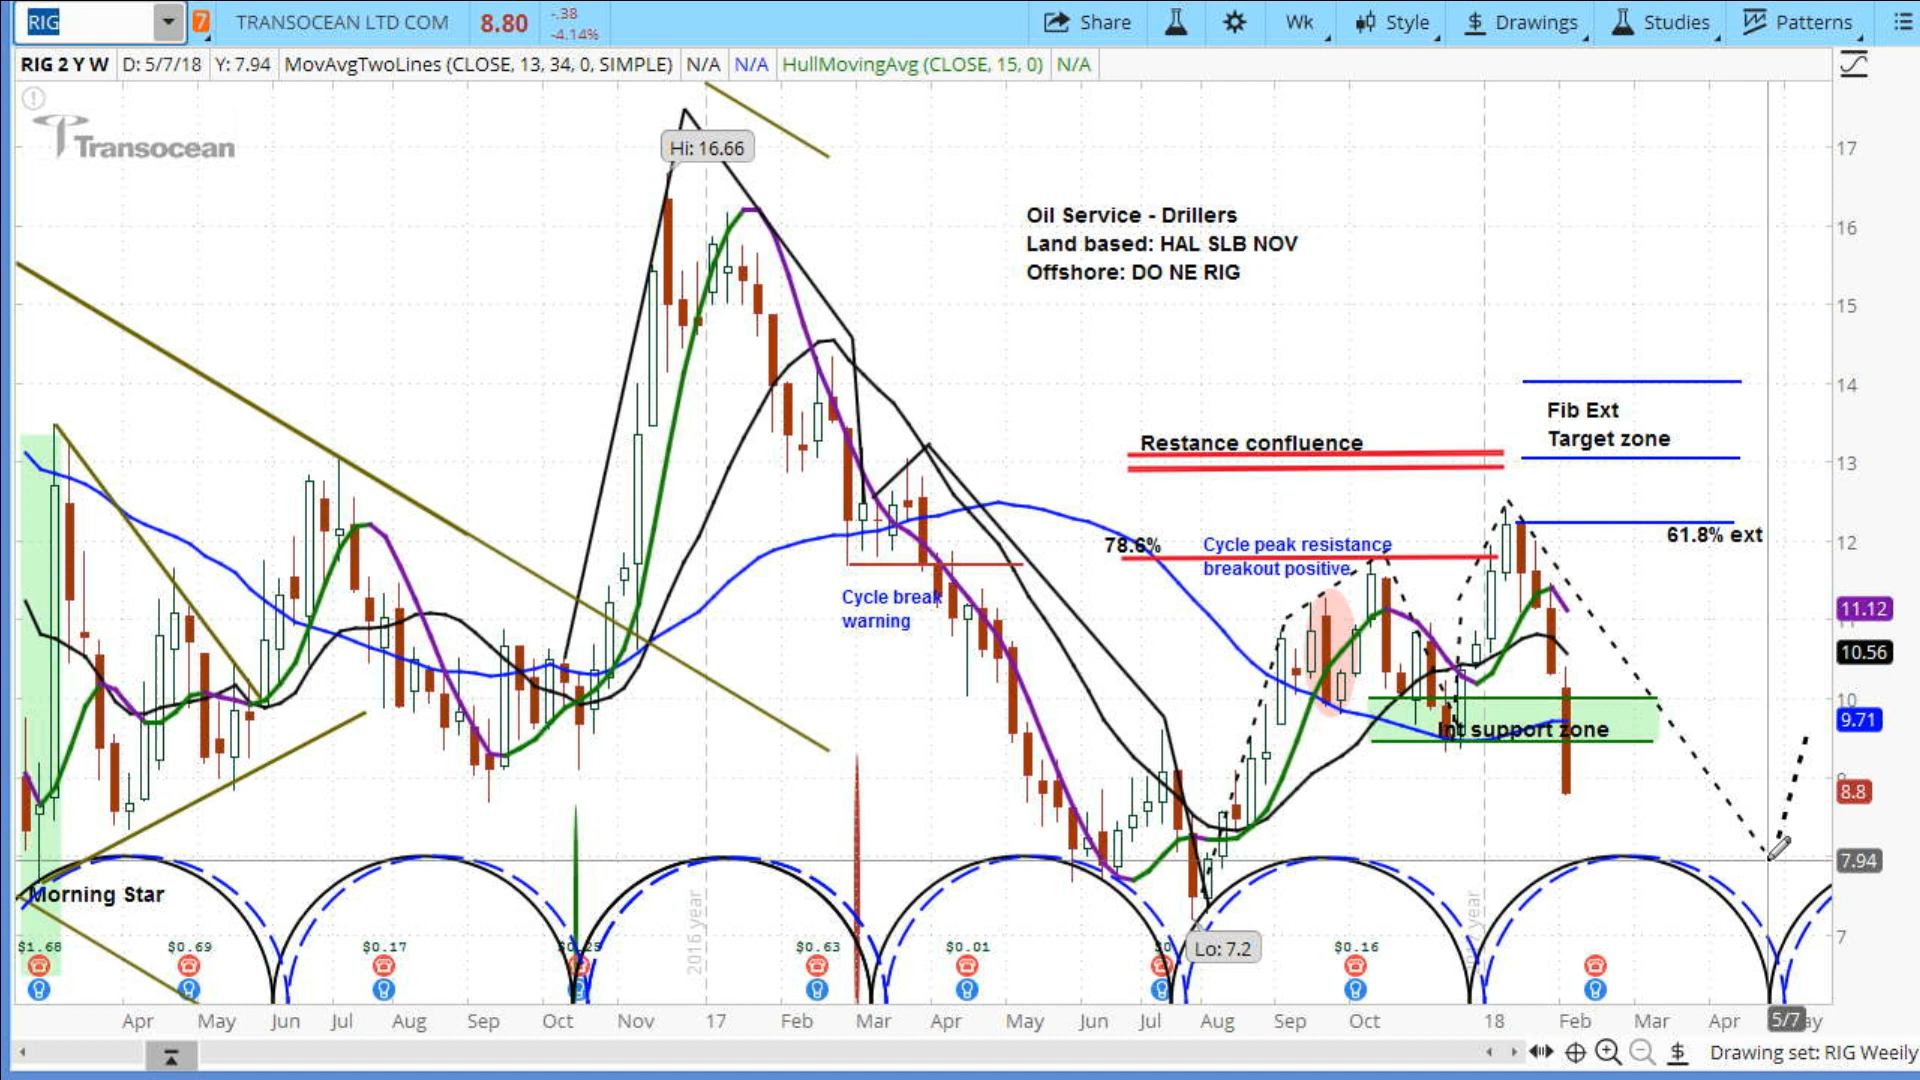 RIG
7
TRANSOCEAN LTD COM
8.80
-.38
-4.14%
Share
Wk
Style
$ Drawings
Studies
Patterns
RIG 2 Y W
D: 5/7/18
Y: 7.94
MovAvgTwoLines (CLOSE, 13, 34, 0, SIMPLE)
N/A
N/A
HullMovingAvg (CLOSE, 15, 0)
N/A
Transocean
Hi: 16.66
17
Oil Service - Drillers
Land based: HAL SLB NOV
Offshore: DO NE RIG
16
15
14
Fib Ext
Target zone
Restance confluence
13
61.8% ext
12
78.6%
Cycle peak resistance
breakout positive
Cycle break
warning
11.12
10.56
10
9.71
Int support zone
8.8
7.94
Morning Star
2016 year
year
7
$1.68
$0.69
$0.17
$0.63
$0.01
$0.16
Lo: 7.2
Apr
May
Jun
Jul
Aug
Sep
Oct
Nov
17
Feb
Mar
Apr
May
Jun
Jul
Aug
Sep
Oct
18
Feb
Mar
Apr
5/7
ay
$
Drawing set: RIG Weeily